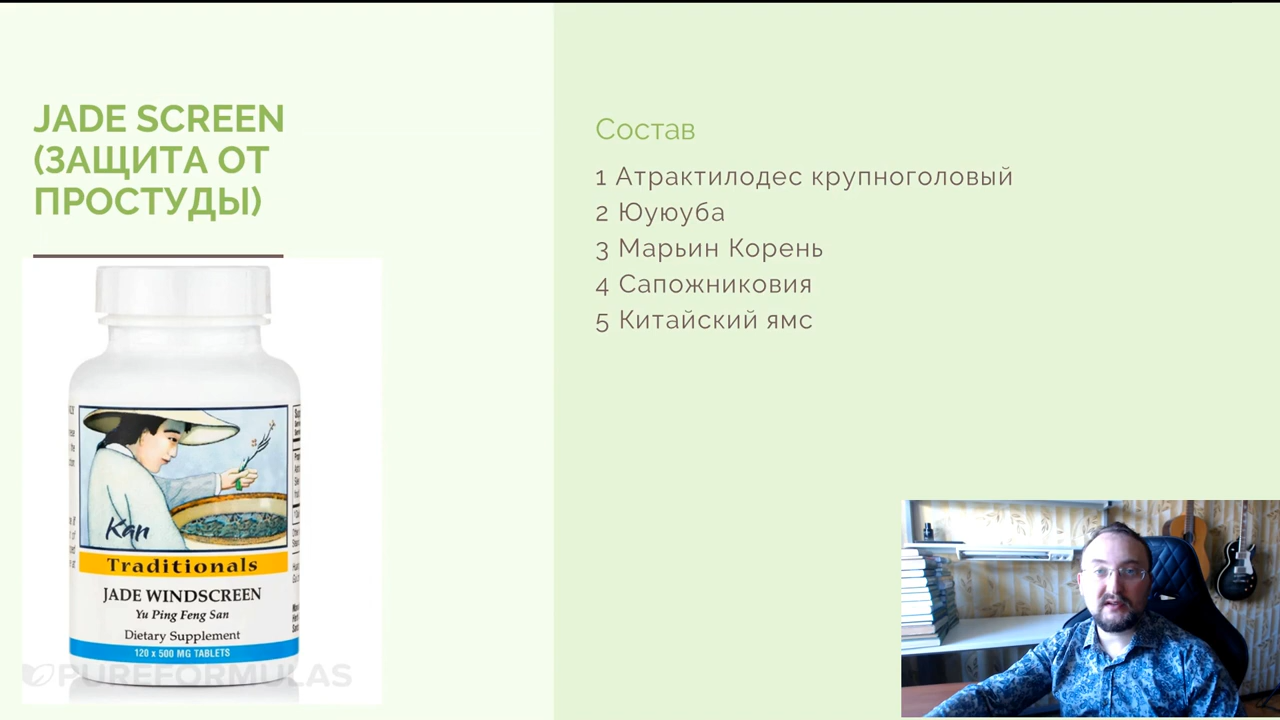 JADE SCREEN
(ЗАЩИТА ОТ
ПРОСТУДЫ)
Kan
Traditionals
JADE WINDSCREEN
Yu Ping Feng San
Dietary Supplement
120 x 500 MG TABLETS
PUREFORMULAS
Состав
1 Атрактилодес крупноголовый
2 Юуюуба
3 Марьин Корень
4 Сапожниковия
5 Китайский ямс